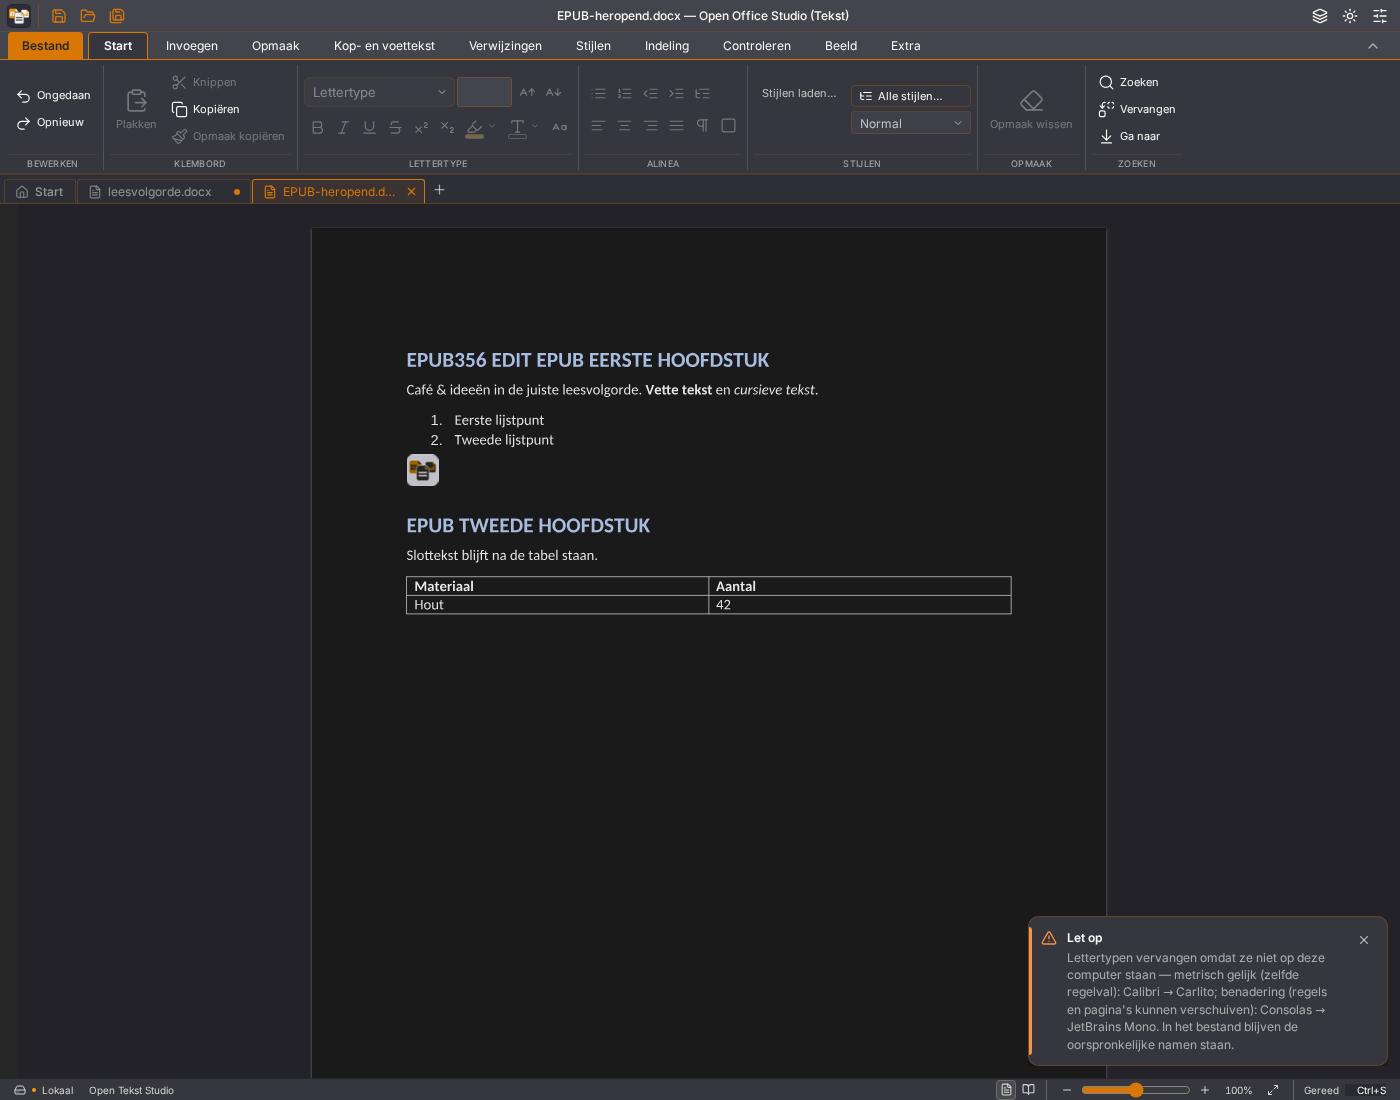 EPUB-heropend.docx — Open Office Studio (Tekst)
Bestand Start Invoegen Opmaak Kop- en voettekst Verwijzingen Stijlen Indeling Controleren Beeld Extra
Ongedaan
Opnieuw
BEWERKEN
Plakken
Knippen
Kopiëren
Opmaak kopiëren
KLEMBORD
Lettertype
LETTERTYPE
ALINEA
Stijlen laden...
Alle stijlen...
Normal
STIJLEN
Opmaak wissen
OPMAAK
Zoeken
Vervangen
Ga naar
ZOEKEN
Start leesvolgorde.docx EPUB-heropend.d...
EPUB356 EDIT EPUB EERSTE HOOFDSTUK
Café & ideeën in de juiste leesvolgorde. Vette tekst en cursieve tekst.
1. Eerste lijstpunt
2. Tweede lijstpunt
EPUB TWEEDE HOOFDSTUK
Slottekst blijft na de tabel staan.
Materiaal Aantal
Hout 42
Let op
Lettertypen vervangen omdat ze niet op deze
computer staan — metrisch gelijk (zelfde
regelval): Calibri → Carlito; benadering (regels
en pagina's kunnen verschuiven): Consolas →
JetBrains Mono. In het bestand blijven de
oorspronkelijke namen staan.
Lokaal Open Tekst Studio 100% Gereed Ctrl+S